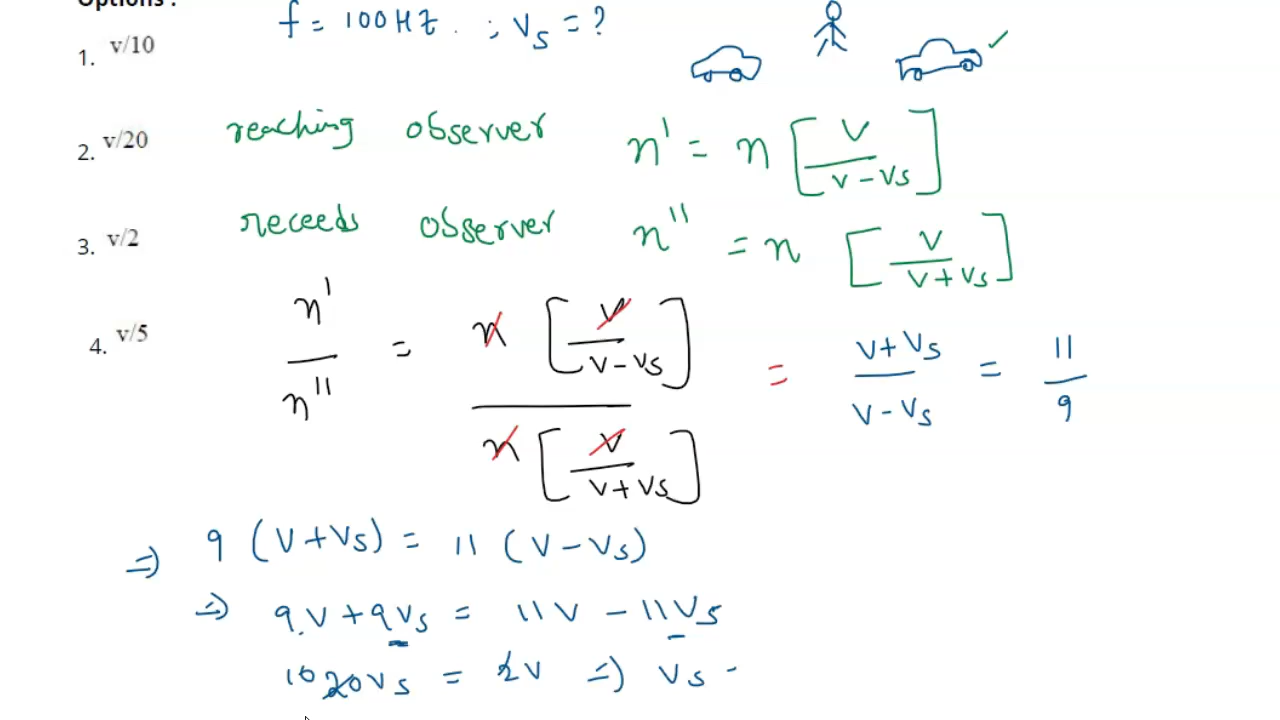 Options :
f = 100Hz . ; Vs = ?
1. v/10
2. v/20
reaching observer n' = n [V / V - Vs]
3. v/2
receeds observer n'' = n [V / V + Vs]
4. v/5
n' / n'' = n [V / V - Vs] / n [V / V + Vs] = V + Vs / V - Vs = 11 / 9
=> 9 (V + Vs) = 11 (V - Vs)
=> 9V + 9Vs = 11V - 11Vs
10 20Vs = 2V => Vs -